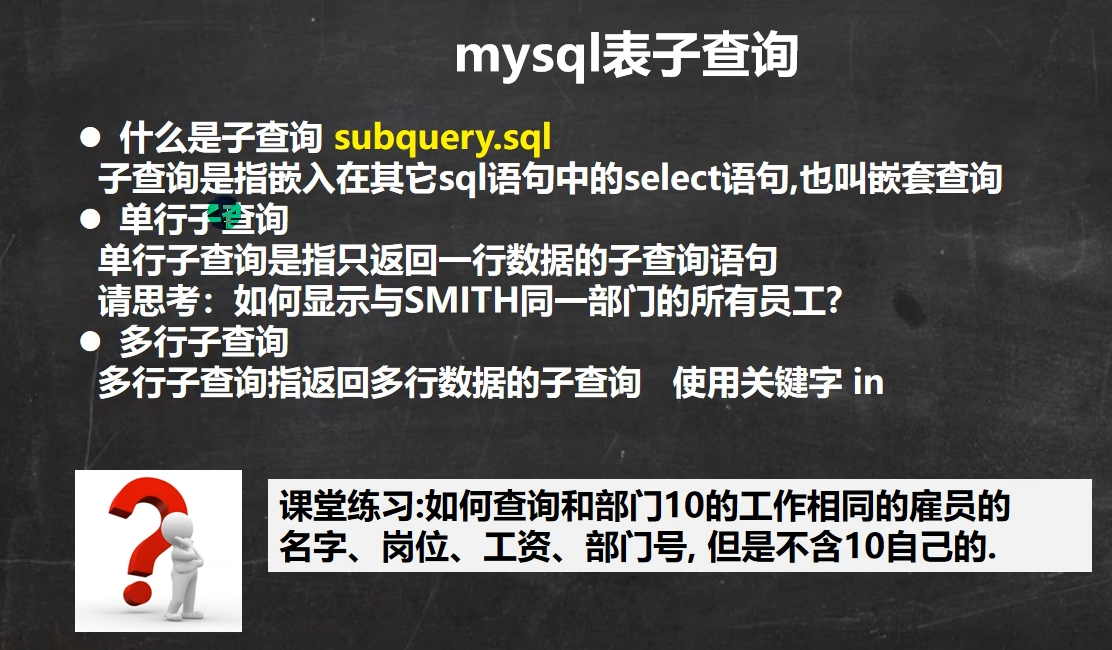 mysql表子查询
● 什么是子查询 subquery.sql
子查询是指嵌入在其它sql语句中的select语句,也叫嵌套查询
● 单行子查询
单行子查询是指只返回一行数据的子查询语句
请思考：如何显示与SMITH同一部门的所有员工?
● 多行子查询
多行子查询指返回多行数据的子查询 使用关键字 in
课堂练习:如何查询和部门10的工作相同的雇员的
名字、岗位、工资、部门号, 但是不含10自己的.